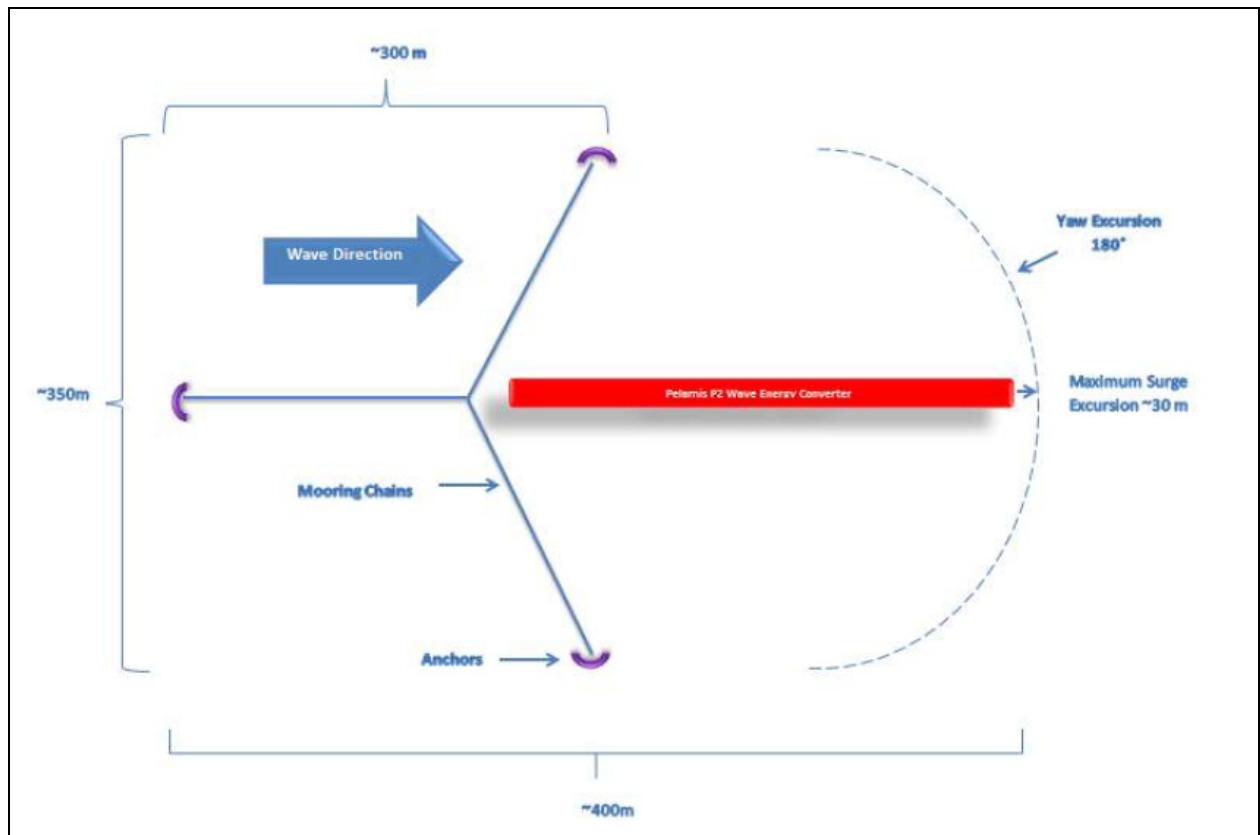 ~300 m
Wave Direction
Yaw Excursion
180°
~350m
Pelamis P2 Wave Energy Converter
Maximum Surge
Excursion ~30 m
Mooring Chains
Anchors
~400m